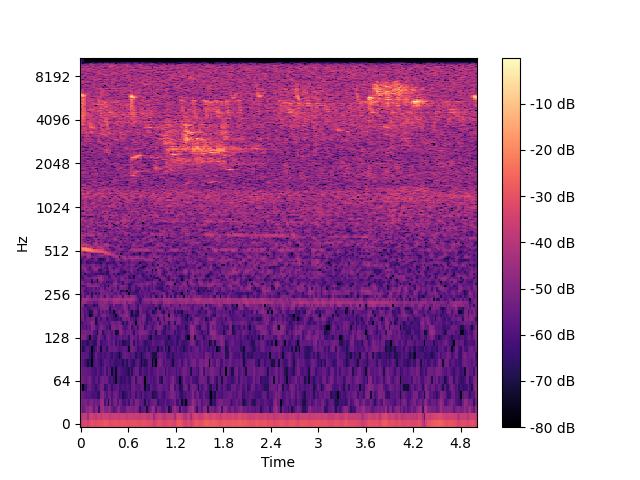 8192
4096
2048
1024
512
256
128
64
0
Hz
0 0.6 1.2 1.8 2.4 3 3.6 4.2 4.8
Time
-10 dB
-20 dB
-30 dB
-40 dB
-50 dB
-60 dB
-70 dB
-80 dB